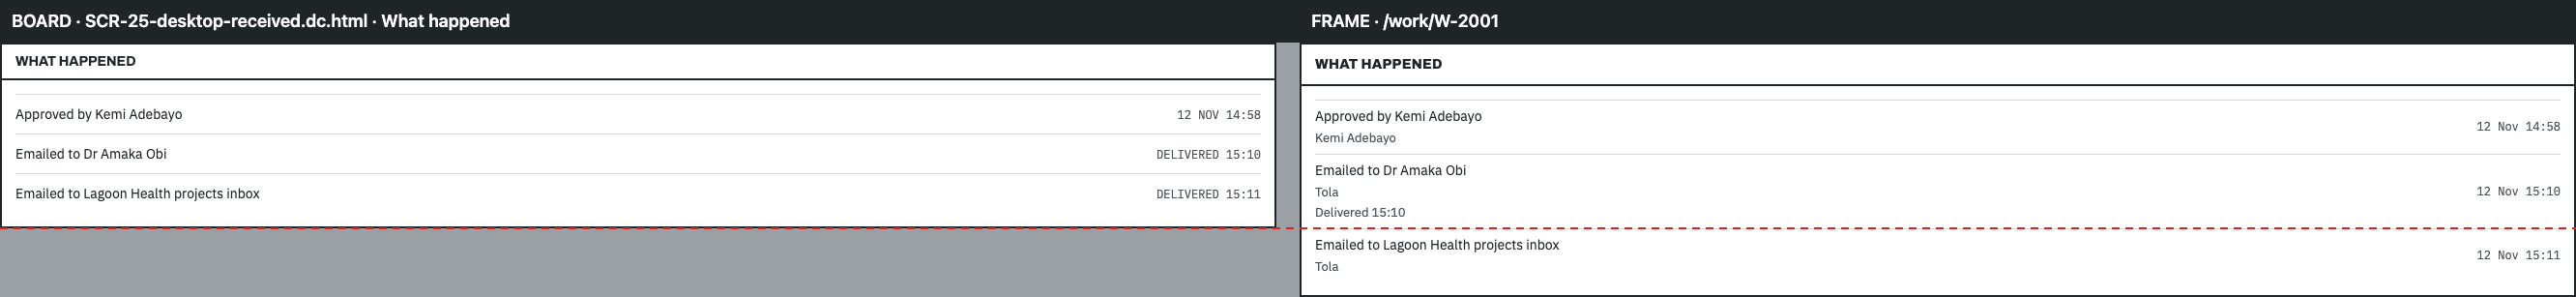 BOARD · SCR-25-desktop-received.dc.html · What happened
WHAT HAPPENED
Approved by Kemi Adebayo 12 NOV 14:58
Emailed to Dr Amaka Obi DELIVERED 15:10
Emailed to Lagoon Health projects inbox DELIVERED 15:11
FRAME · /work/W-2001
WHAT HAPPENED
Approved by Kemi Adebayo
Kemi Adebayo
12 Nov 14:58
Emailed to Dr Amaka Obi
Tola
12 Nov 15:10
Delivered 15:10
Emailed to Lagoon Health projects inbox
Tola
12 Nov 15:11